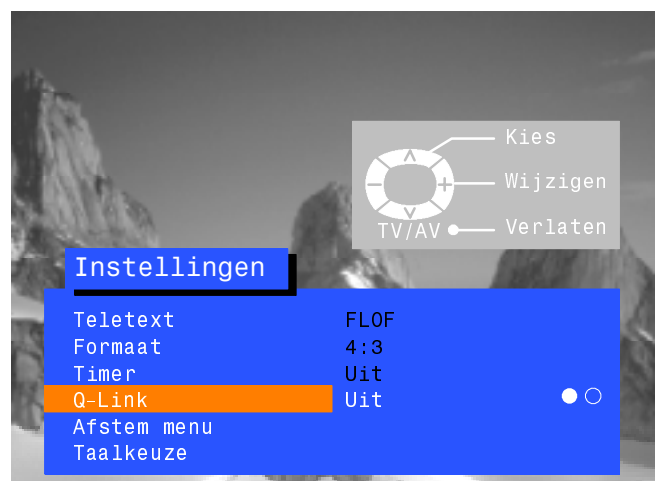 Kies
Wijzigen
TV/AV Verlaten
Instellingen
Teletext FLOF
Formaat 4:3
Timer Uit
Q-Link Uit
Afstem menu
Taalkeuze